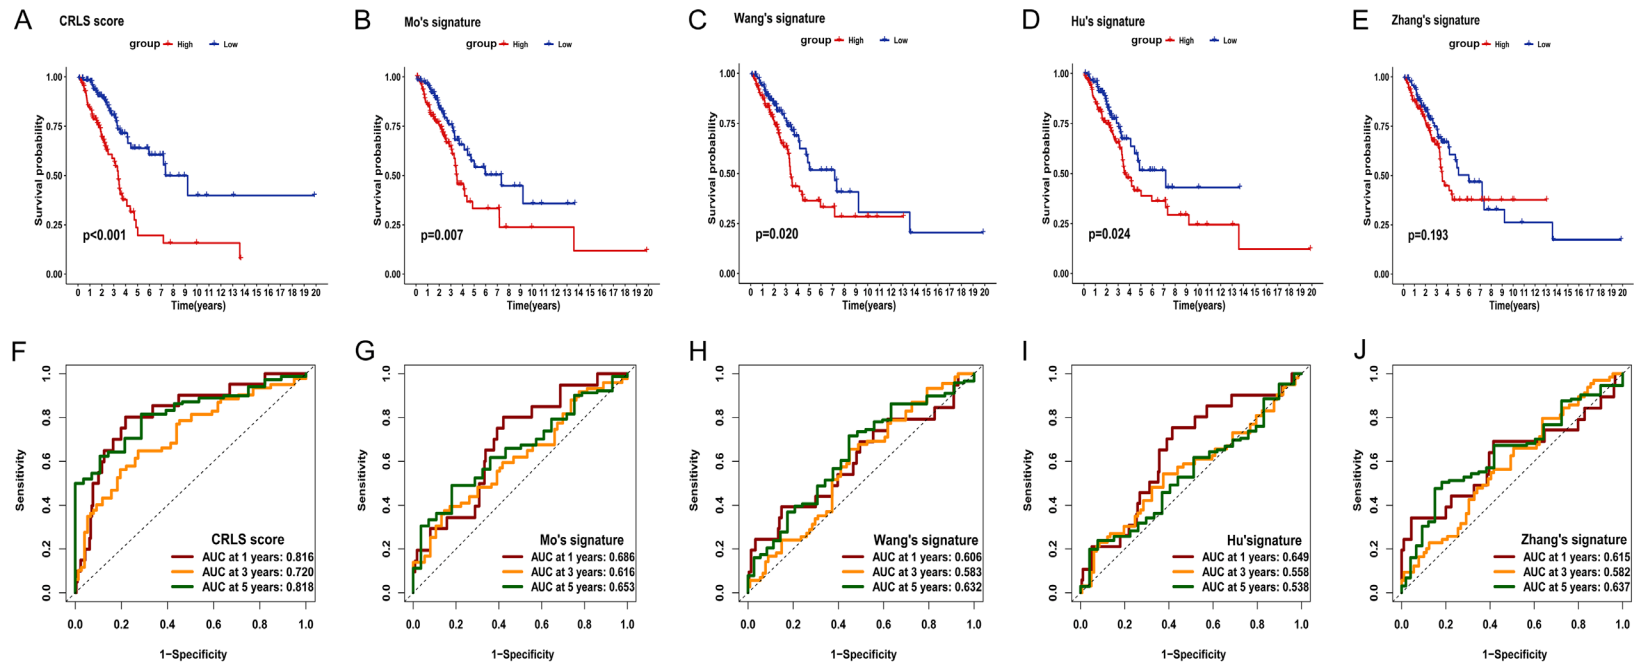 A
CRLS score
group High Low
Survival probability
1.00
0.75
0.50
0.25
0.00
p<0.001
0 1 2 3 4 5 6 7 8 9 10 11 12 13 14 15 16 17 18 19 20
Time(years)
B
Mo's signature
group High Low
Survival probability
1.00
0.75
0.50
0.25
0.00
p=0.007
0 1 2 3 4 5 6 7 8 9 10 11 12 13 14 15 16 17 18 19 20
Time(years)
C
Wang's signature
group High Low
Survival probability
1.00
0.75
0.50
0.25
0.00
p=0.020
0 1 2 3 4 5 6 7 8 9 10 11 12 13 14 15 16 17 18 19 20
Time(years)
D
Hu's signature
group High Low
Survival probability
1.00
0.75
0.50
0.25
0.00
p=0.024
0 1 2 3 4 5 6 7 8 9 10 11 12 13 14 15 16 17 18 19 20
Time(years)
E
Zhang's signature
group High Low
Survival probability
1.00
0.75
0.50
0.25
0.00
p=0.193
0 1 2 3 4 5 6 7 8 9 10 11 12 13 14 15 16 17 18 19 20
Time(years)
F
Sensitivity
1.0
0.8
0.6
0.4
0.2
0.0
CRLS score
AUC at 1 years: 0.816
AUC at 3 years: 0.720
AUC at 5 years: 0.818
0.0 0.2 0.4 0.6 0.8 1.0
1−Specificity
G
Sensitivity
1.0
0.8
0.6
0.4
0.2
0.0
Mo's signature
AUC at 1 years: 0.686
AUC at 3 years: 0.616
AUC at 5 years: 0.653
0.0 0.2 0.4 0.6 0.8 1.0
1−Specificity
H
Sensitivity
1.0
0.8
0.6
0.4
0.2
0.0
Wang's signature
AUC at 1 years: 0.606
AUC at 3 years: 0.583
AUC at 5 years: 0.632
0.0 0.2 0.4 0.6 0.8 1.0
1−Specificity
I
Sensitivity
1.0
0.8
0.6
0.4
0.2
0.0
Hu'signature
AUC at 1 years: 0.649
AUC at 3 years: 0.558
AUC at 5 years: 0.538
0.0 0.2 0.4 0.6 0.8 1.0
1−Specificity
J
Sensitivity
1.0
0.8
0.6
0.4
0.2
0.0
Zhang's signature
AUC at 1 years: 0.615
AUC at 3 years: 0.582
AUC at 5 years: 0.637
0.0 0.2 0.4 0.6 0.8 1.0
1−Specificity